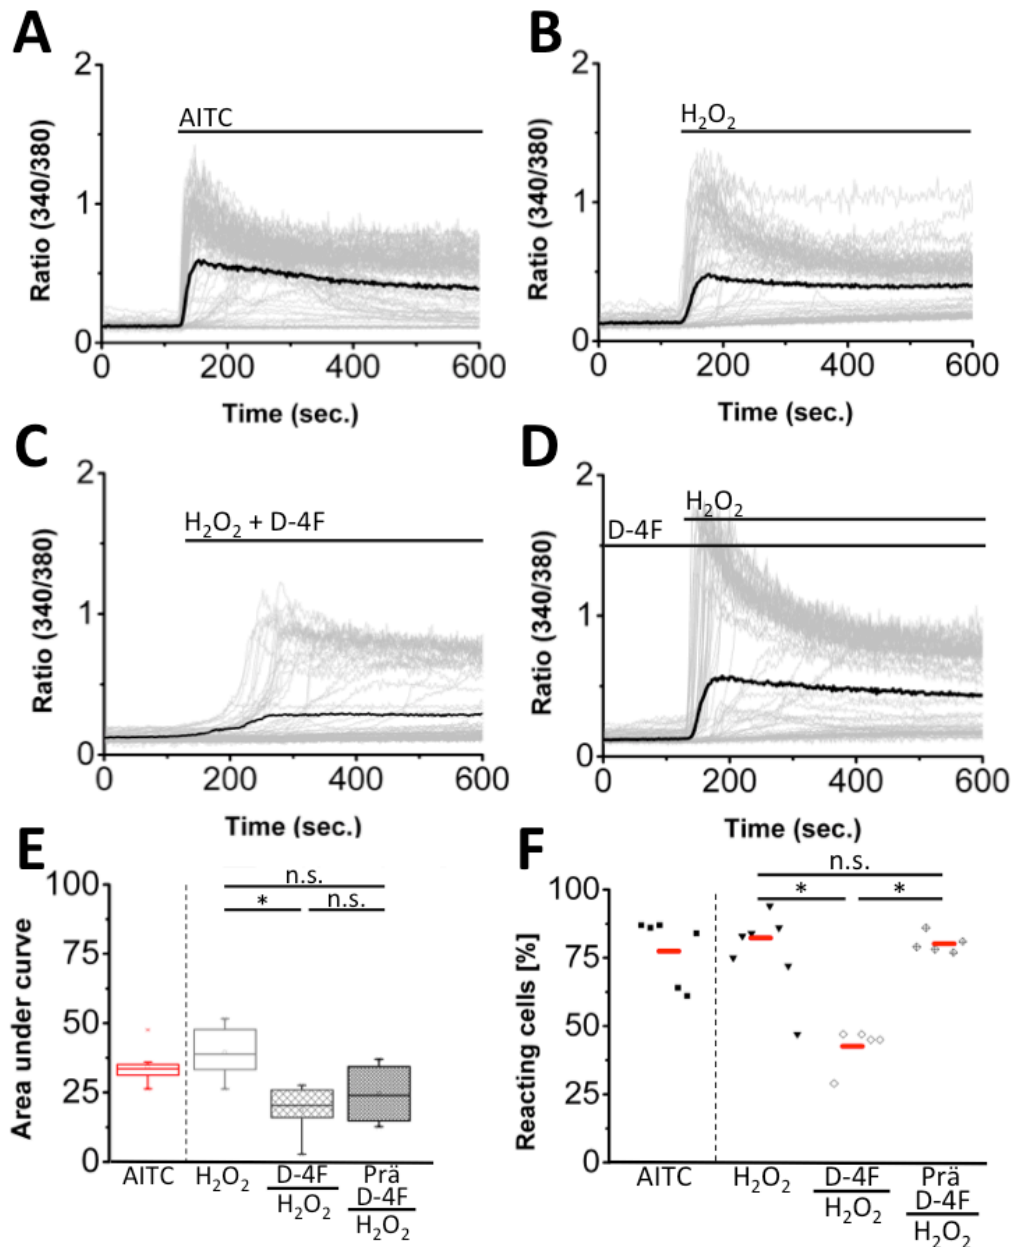 A
2
Ratio (340/380)
1
0
AITC
0 200 400 600
Time (sec.)
B
2
Ratio (340/380)
1
0
H₂O₂
0 200 400 600
Time (sec.)
C
2
Ratio (340/380)
1
0
H₂O₂ + D-4F
0 200 400 600
Time (sec.)
D
2
Ratio (340/380)
1
0
H₂O₂
D-4F
0 200 400 600
Time (sec.)
E
100
75
50
25
0
Area under curve
n.s.
* n.s.
AITC H₂O₂ D-4F Prä
H₂O₂ D-4F
H₂O₂
F
100
75
50
25
0
Reacting cells [%]
n.s.
* *
AITC H₂O₂ D-4F Prä
H₂O₂ D-4F
H₂O₂